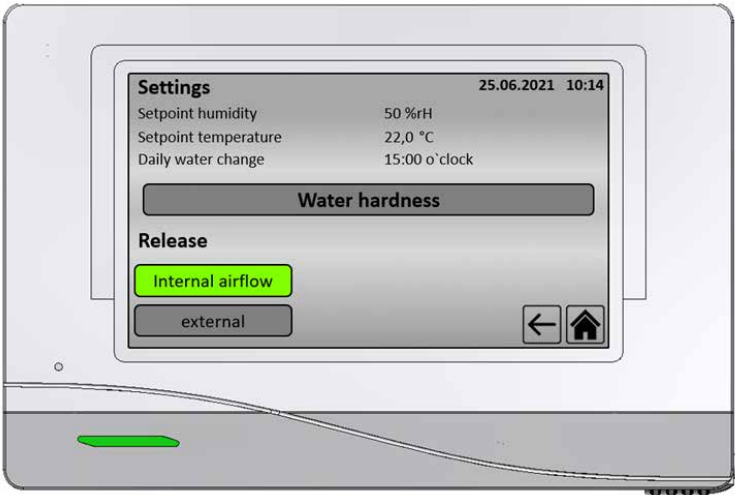 Settings 25.06.2021 10:14
Setpoint humidity 50 %rH
Setpoint temperature 22,0 °C
Daily water change 15:00 o`clock
Water hardness
Release
Internal airflow
external